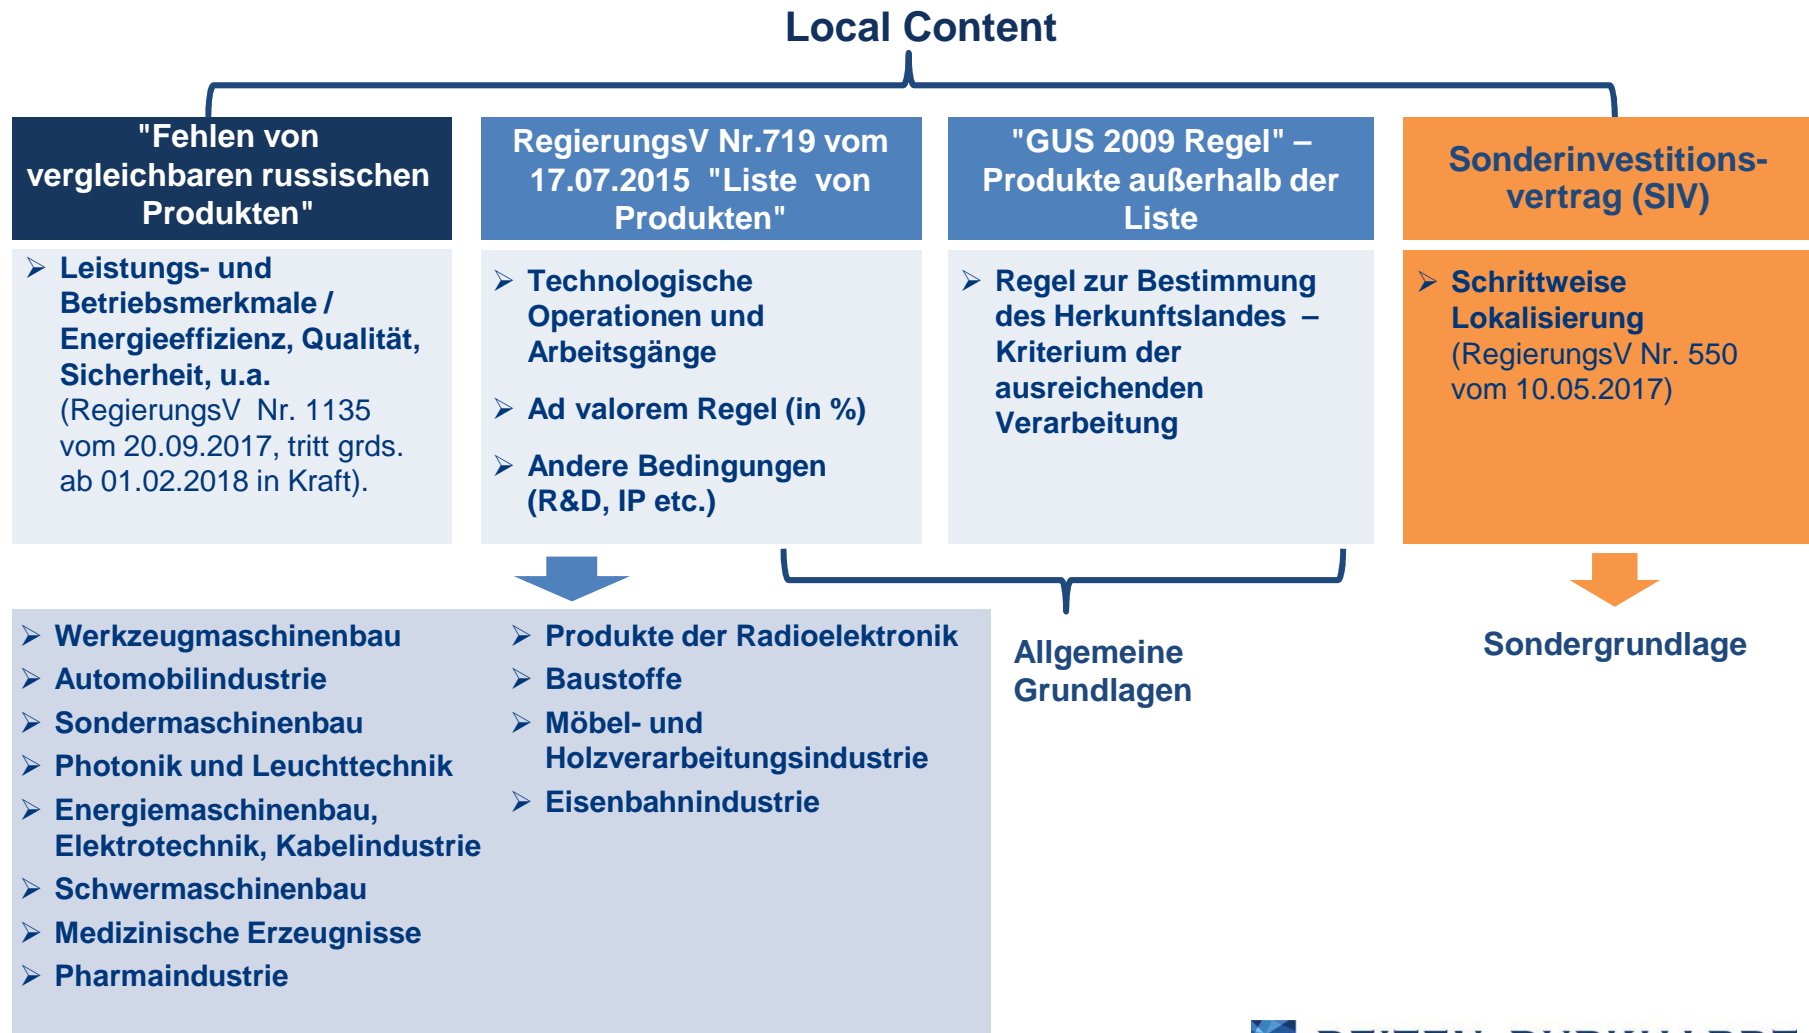 Local Content
"Fehlen von
vergleichbaren russischen
Produkten"
➢ Leistungs- und
Betriebsmerkmale /
Energieeffizienz, Qualität,
Sicherheit, u.a.
(RegierungsV Nr. 1135
vom 20.09.2017, tritt grds.
ab 01.02.2018 in Kraft).
RegierungsV Nr.719 vom
17.07.2015 "Liste von
Produkten"
➢ Technologische
Operationen und
Arbeitsgänge
➢ Ad valorem Regel (in %)
➢ Andere Bedingungen
(R&D, IP etc.)
"GUS 2009 Regel" –
Produkte außerhalb der
Liste
➢ Regel zur Bestimmung
des Herkunftslandes –
Kriterium der
ausreichenden
Verarbeitung
Sonderinvestitions-
vertrag (SIV)
➢ Schrittweise
Lokalisierung
(RegierungsV Nr. 550
vom 10.05.2017)
➢ Werkzeugmaschinenbau
➢ Automobilindustrie
➢ Sondermaschinenbau
➢ Photonik und Leuchttechnik
➢ Energiemaschinenbau,
Elektrotechnik, Kabelindustrie
➢ Schwermaschinenbau
➢ Medizinische Erzeugnisse
➢ Pharmaindustrie
➢ Produkte der Radioelektronik
➢ Baustoffe
➢ Möbel- und
Holzverarbeitungsindustrie
➢ Eisenbahnindustrie
Allgemeine
Grundlagen
Sondergrundlage